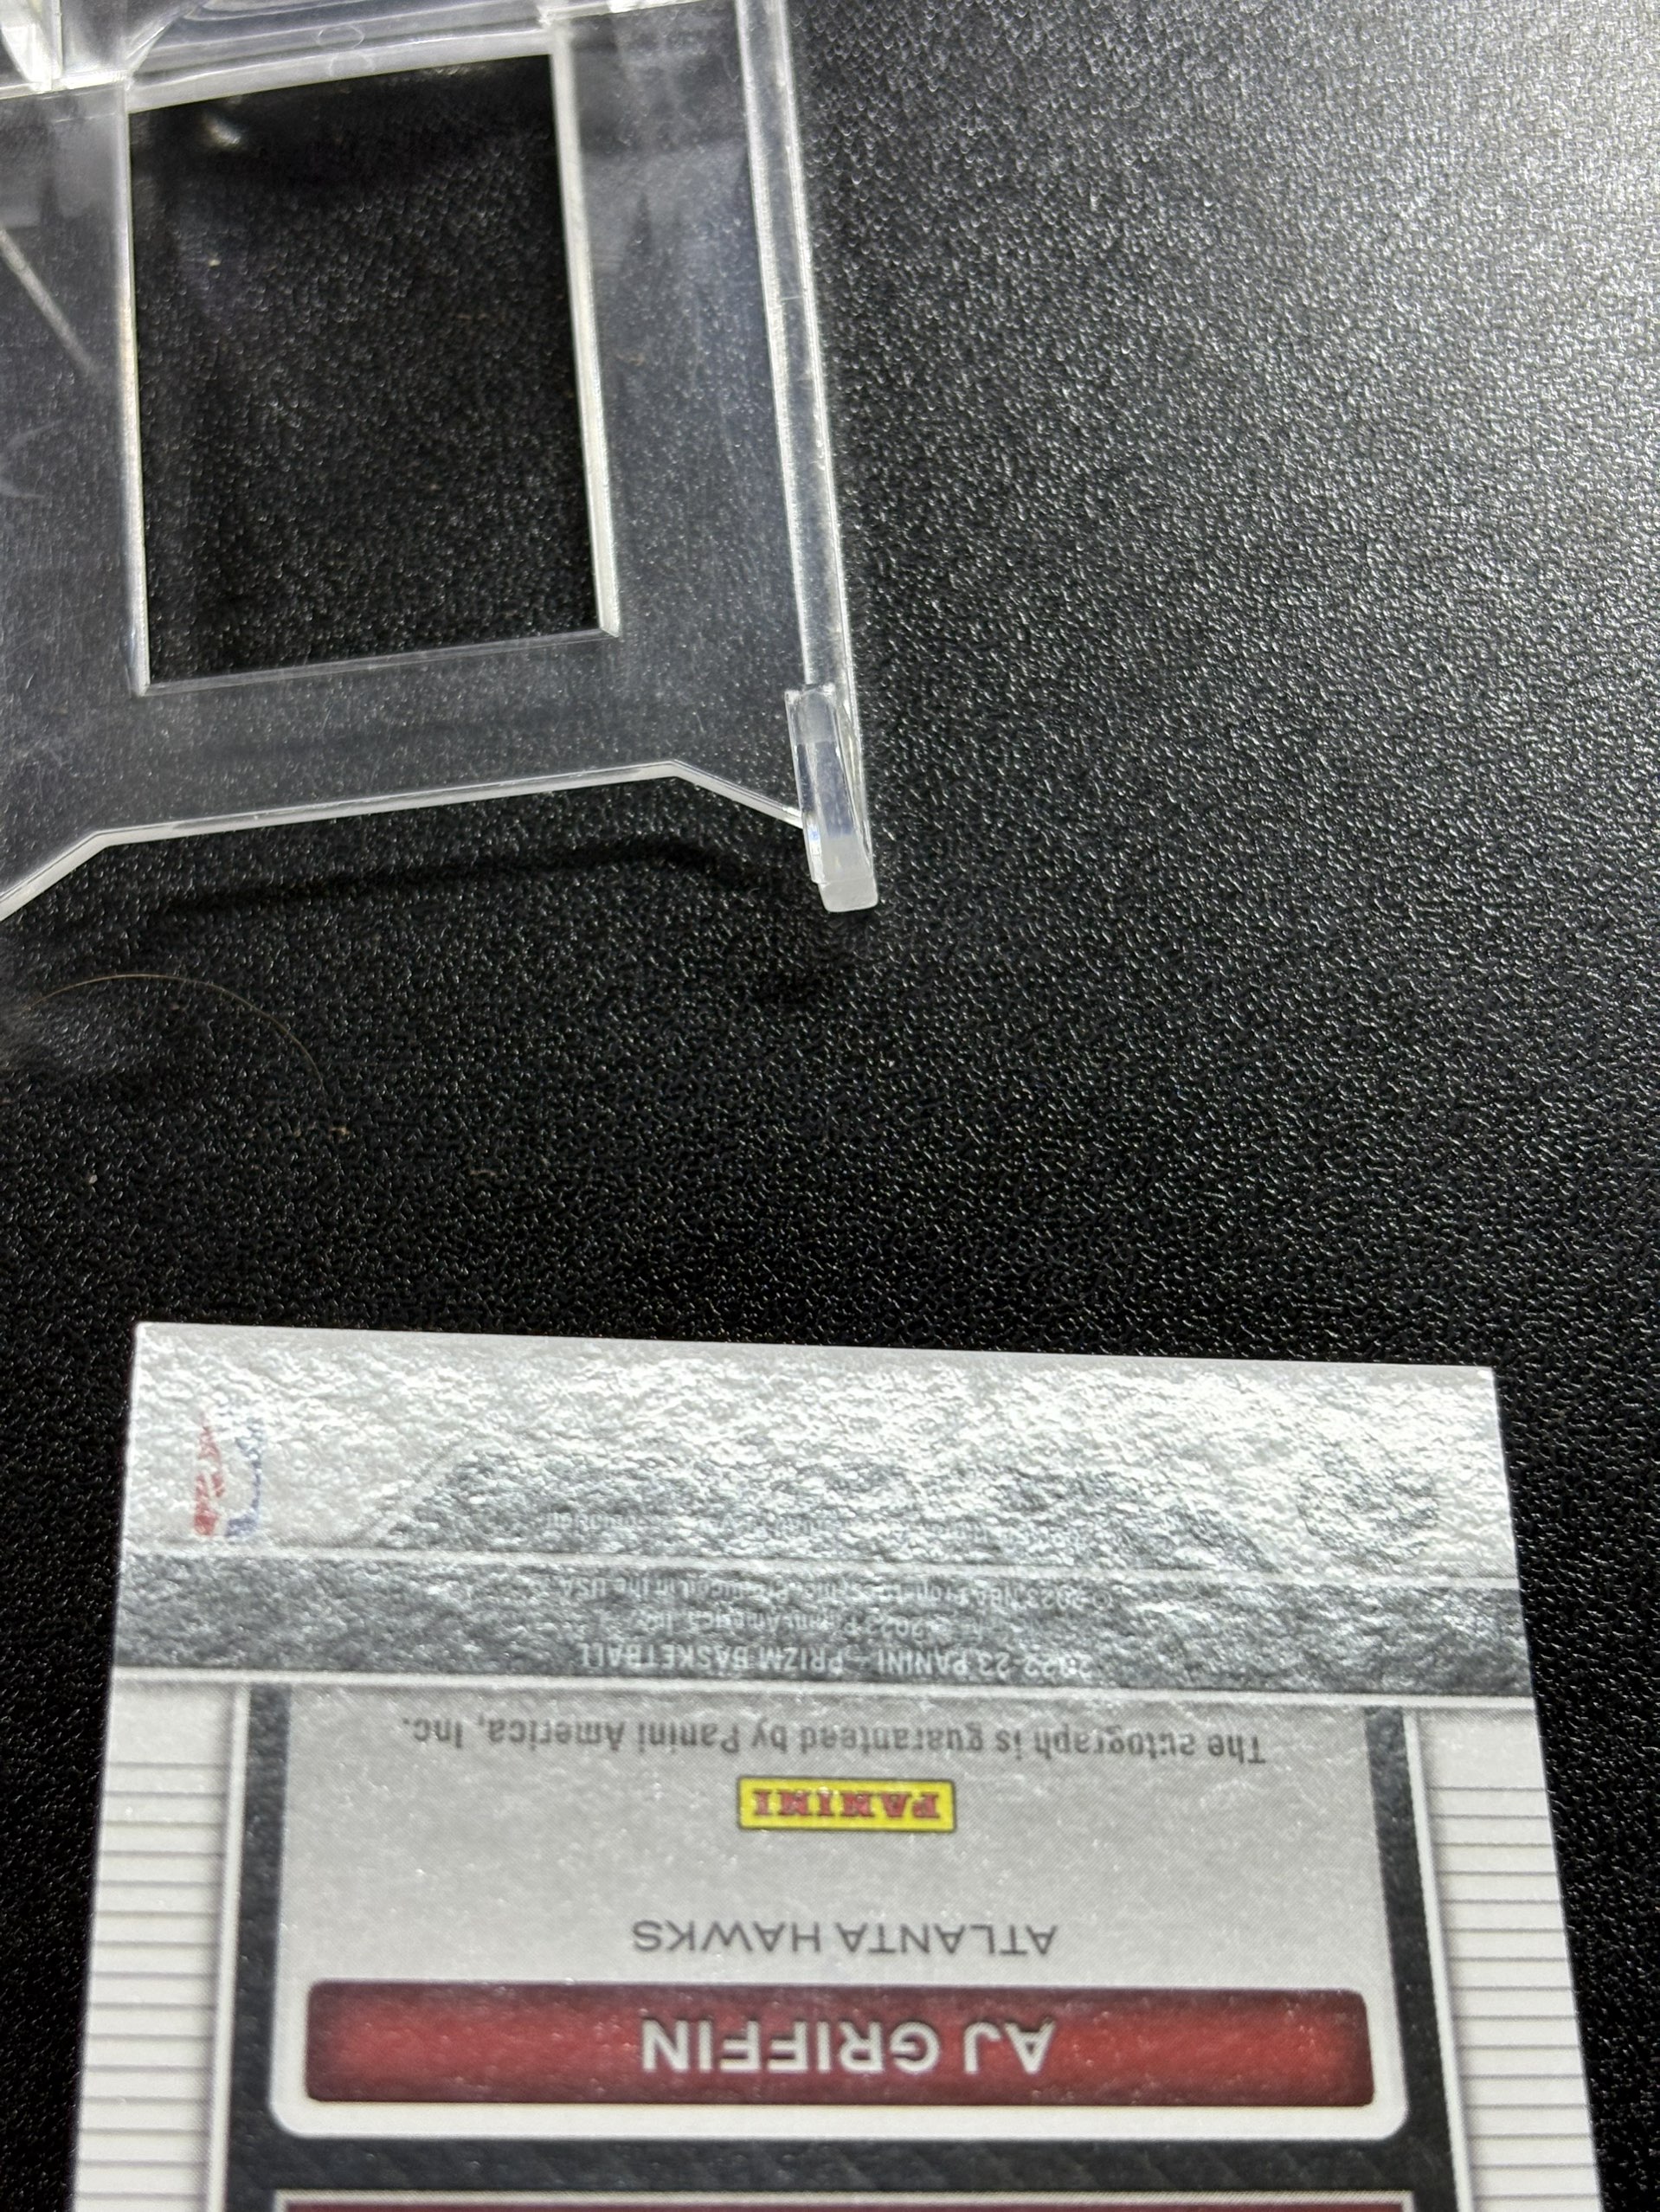 AJ GRIFFIN
ATLANTA HAWKS
PANINI
The autograph is guaranteed by Panini America, Inc.
2022-23 PANINI - PRIZM BASKETBALL
© 2023 Panini America, Inc.
© 2023 NBA Properties, Inc. Produced in the USA.